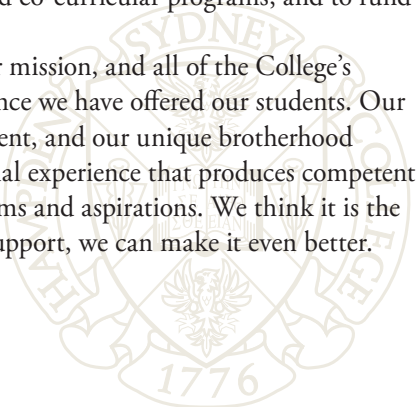 d co-curricular programs, and to fund
r mission, and all of the College's
nce we have offered our students. Our
ent, and our unique brotherhood
al experience that produces competent
ms and aspirations. We think it is the
upport, we can make it even better.
HAMPDEN SYDNEY COLLEGE
1776